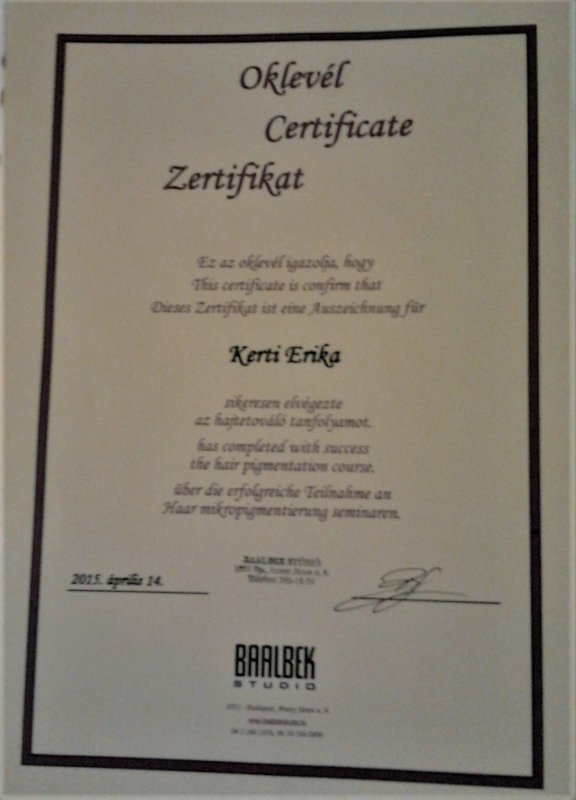 Oklevél
Certificate
Zertifikat
Ez az oklevél igazolja, hogy
This certificate is confirm that
Dieses Zertifikat ist eine Auszeichnung für
Kerti Erika
sikeresen elvégezte
az hajtetováló tanfolyamot.
has completed with success
the hair pigmentation course.
über die erfolgreiche Teilnahme an
Haar mikropigmentierung seminaren.
BAALBEK STÚDIÓ
2015. április 14.
BAALBEK
STUDIO